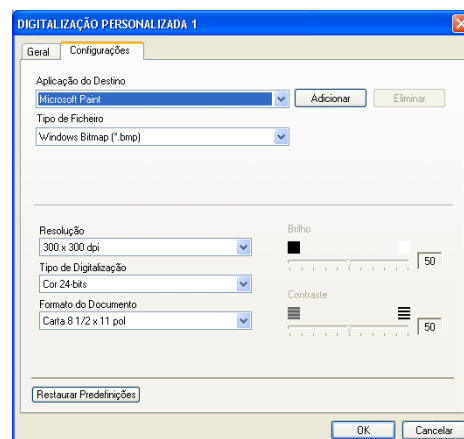 DIGITALIZAÇÃO PERSONALIZADA 1
Geral Configurações
Aplicação do Destino
Microsoft Paint Adicionar Eliminar
Tipo de Ficheiro
Windows Bitmap (*.bmp)
Resolução Brilho
300 x 300 dpi 50
Tipo de Digitalização
Cor 24-bits
Formato do Documento Contraste
Carta 8 1/2 x 11 pol 50
Restaurar Predefinições
OK Cancelar